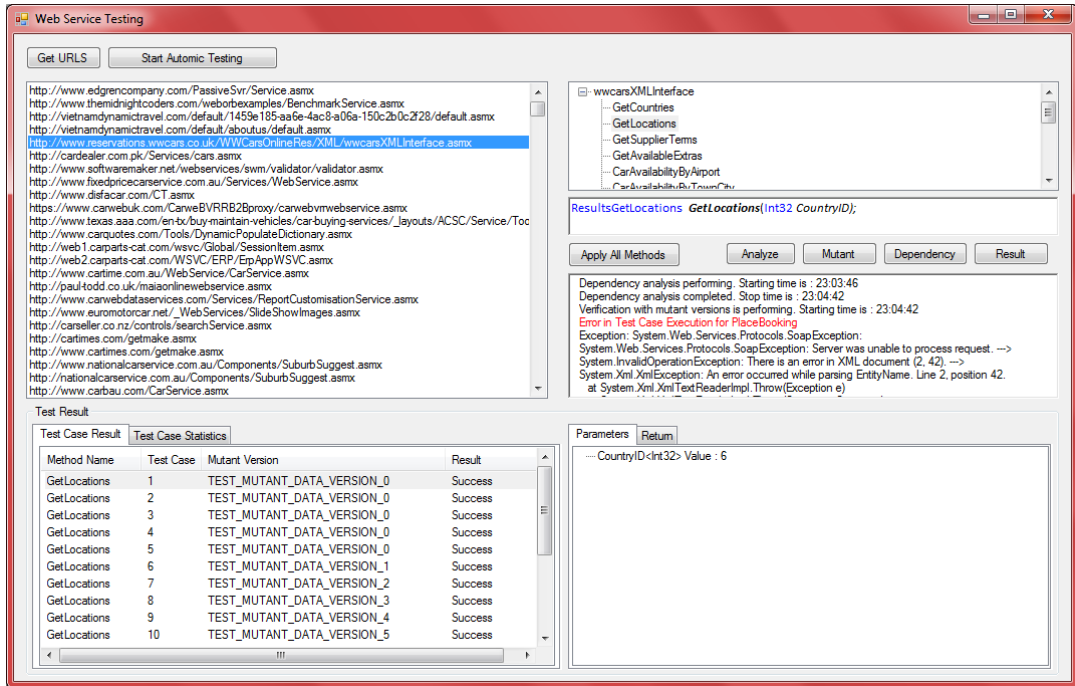 Web Service Testing
Get URLS
Start Automic Testing
http://www.edgrencompany.com/PassiveSvr/Service.asmx
http://www.themidnightcoders.com/weborbexamples/BenchmarkService.asmx
http://vietnamdynamictravel.com/default/1459e185-aa6e-4ac8-a06a-150c2b0c2f28/default.asmx
http://vietnamdynamictravel.com/default/aboutus/default.asmx
http://www.reservations.wwcars.co.uk/WWCarsOnlineRes/XML/wwcarsXMLInterface.asmx
http://cardealer.com.pk/Services/cars.asmx
http://www.softwaremaker.net/webservices/swm/validator/validator.asmx
http://www.fixedpricecarservice.com.au/Services/WebService.asmx
http://www.disfacar.com/CT.asmx
https://www.carwebuk.com/CarweBVRRB2Bproxy/carwebvrrwebservice.asmx
http://www.texas.aaa.com/en-tx/buy-maintain-vehicles/car-buying-services/_layouts/ACSC/Service/Toc
http://www.carquotes.com/Tools/DynamicPopulateDictionary.asmx
http://web1.carparts-cat.com/wsvc/Global/SessionItem.asmx
http://web2.carparts-cat.com/WSVC/ERP/ErpAppWSVC.asmx
http://www.cartime.com.au/WebService/CarService.asmx
http://paul-todd.co.uk/maiaonlinewebservice.asmx
http://www.carwebdataservices.com/Services/ReportCustomisationService.asmx
http://www.euromotorcar.net/_WebServices/SlideShowImages.asmx
http://carseller.co.nz/controls/searchService.asmx
http://cartimes.com/getmake.asmx
http://www.cartimes.com/getmake.asmx
http://www.nationalcarservice.com.au/Components/SuburbSuggest.asmx
http://nationalcarservice.com.au/Components/SuburbSuggest.asmx
http://www.carbau.com/CarService.asmx
wwcarsXMLInterface
GetCountries
GetLocations
GetSupplierTerms
GetAvailableExtras
CarAvailabilityByAirport
CarAvailabilityByTownCity
ResultsGetLocations GetLocations(Int32 CountryID);
Apply All Methods
Analyze
Mutant
Dependency
Result
Dependency analysis performing. Starting time is : 23:03:46
Dependency analysis completed. Stop time is : 23:04:42
Verification with mutant versions is performing. Starting time is : 23:04:42
Error in Test Case Execution for PlaceBooking
Exception: System.Web.Services.Protocols.SoapException:
System.Web.Services.Protocols.SoapException: Server was unable to process request. --->
System.InvalidOperationException: There is an error in XML document (2, 42). --->
System.Xml.XmlException: An error occurred while parsing EntityName. Line 2, position 42.
at System.Xml.XmlTextReaderImpl.Throw(Exception e)
Test Result
Test Case Result
Test Case Statistics
Method Name Test Case Mutant Version Result
GetLocations 1 TEST_MUTANT_DATA_VERSION_0 Success
GetLocations 2 TEST_MUTANT_DATA_VERSION_0 Success
GetLocations 3 TEST_MUTANT_DATA_VERSION_0 Success
GetLocations 4 TEST_MUTANT_DATA_VERSION_0 Success
GetLocations 5 TEST_MUTANT_DATA_VERSION_0 Success
GetLocations 6 TEST_MUTANT_DATA_VERSION_1 Success
GetLocations 7 TEST_MUTANT_DATA_VERSION_2 Success
GetLocations 8 TEST_MUTANT_DATA_VERSION_3 Success
GetLocations 9 TEST_MUTANT_DATA_VERSION_4 Success
GetLocations 10 TEST_MUTANT_DATA_VERSION_5 Success
Parameters
Return
CountryID<Int32> Value : 6